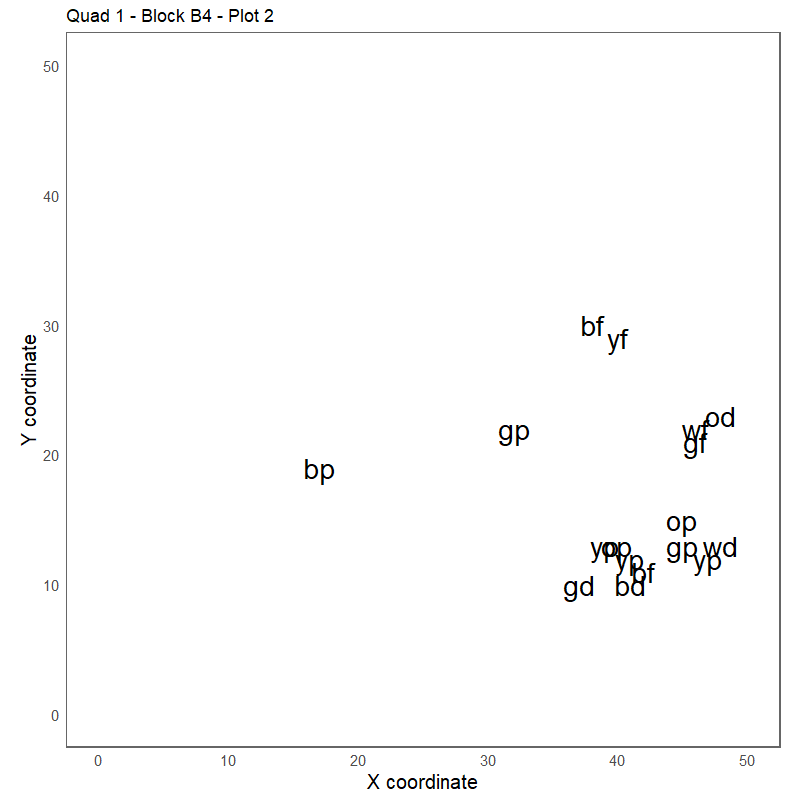 Quad 1 - Block B4 - Plot 2
50
40
30
20
10
0
Y coordinate
bf
yf
od
wf
gp
gf
bp
op
yp
op
gp
wd
yp
yp
bf
gd
bd
0 10 20 30 40 50
X coordinate